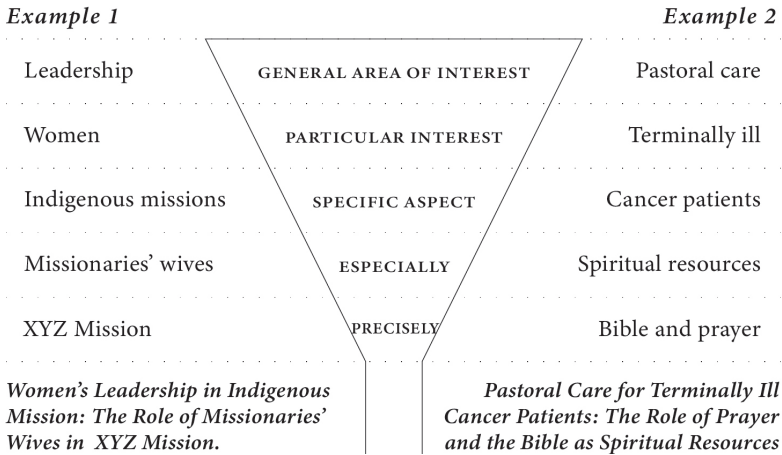 Example 1
Example 2
Leadership
GENERAL AREA OF INTEREST
Pastoral care
Women
PARTICULAR INTEREST
Terminally ill
Indigenous missions
SPECIFIC ASPECT
Cancer patients
Missionaries’ wives
ESPECIALLY
Spiritual resources
XYZ Mission
PRECISELY
Bible and prayer
Women’s Leadership in Indigenous
Mission: The Role of Missionaries’
Wives in XYZ Mission.
Pastoral Care for Terminally Ill
Cancer Patients: The Role of Prayer
and the Bible as Spiritual Resources